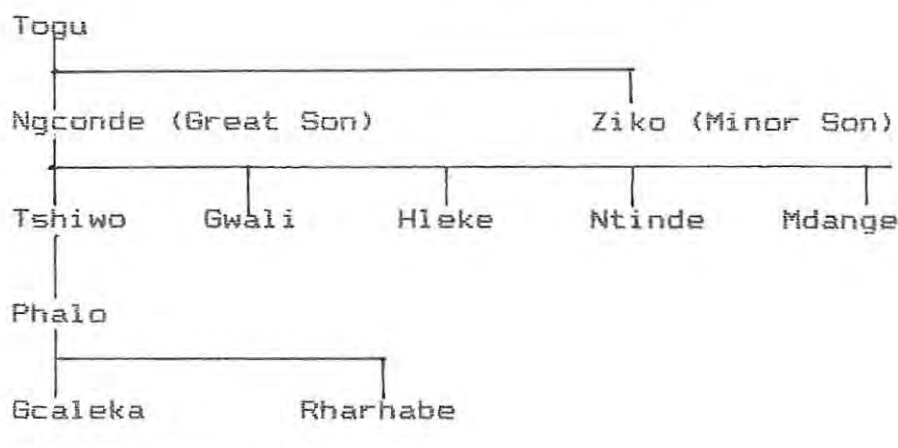 Togu
Ngconde (Great Son) Ziko (Minor Son)
Tshiwo Gwali Hleke Ntinde Mdange
Phalo
Gcaleka Rharhabe